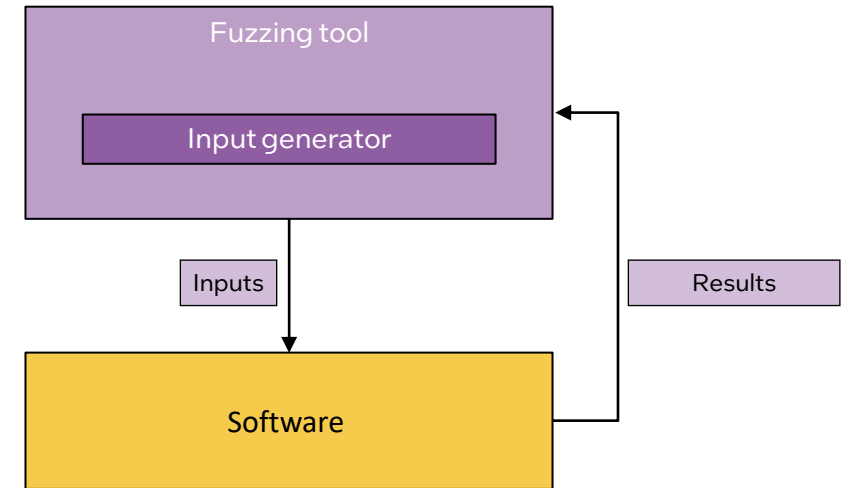 Fuzzing tool
Input generator
Inputs
Results
Software